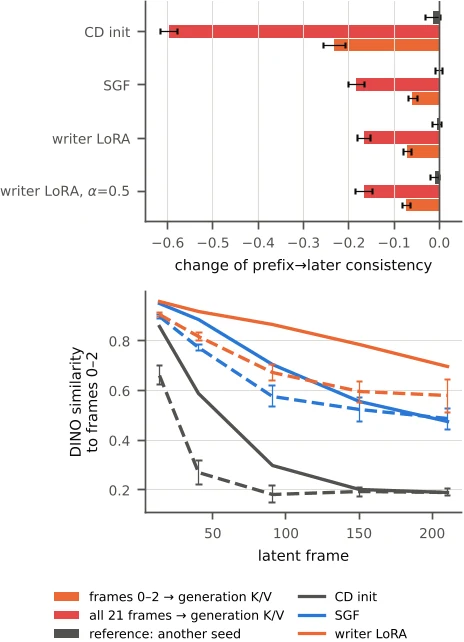 CD init
SGF
writer LoRA
writer LoRA, α=0.5
−0.6 −0.5 −0.4 −0.3 −0.2 −0.1 0.0
change of prefix→later consistency
DINO similarity
to frames 0–2
0.8
0.6
0.4
0.2
50 100 150 200
latent frame
frames 0–2 → generation K/V
all 21 frames → generation K/V
reference: another seed
CD init
SGF
writer LoRA